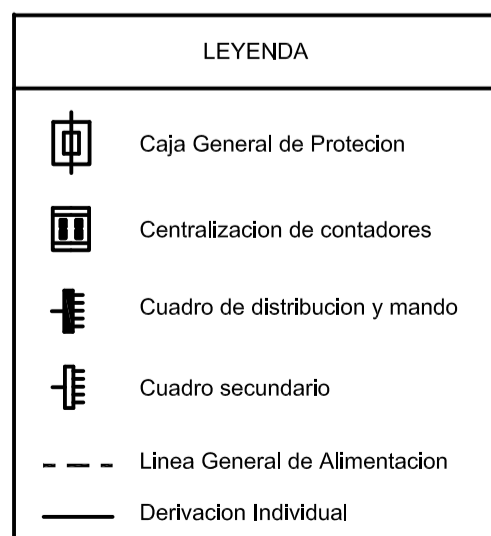 LEYENDA
Caja General de Protecion
Centralizacion de contadores
Cuadro de distribucion y mando
Cuadro secundario
Linea General de Alimentacion
Derivacion Individual